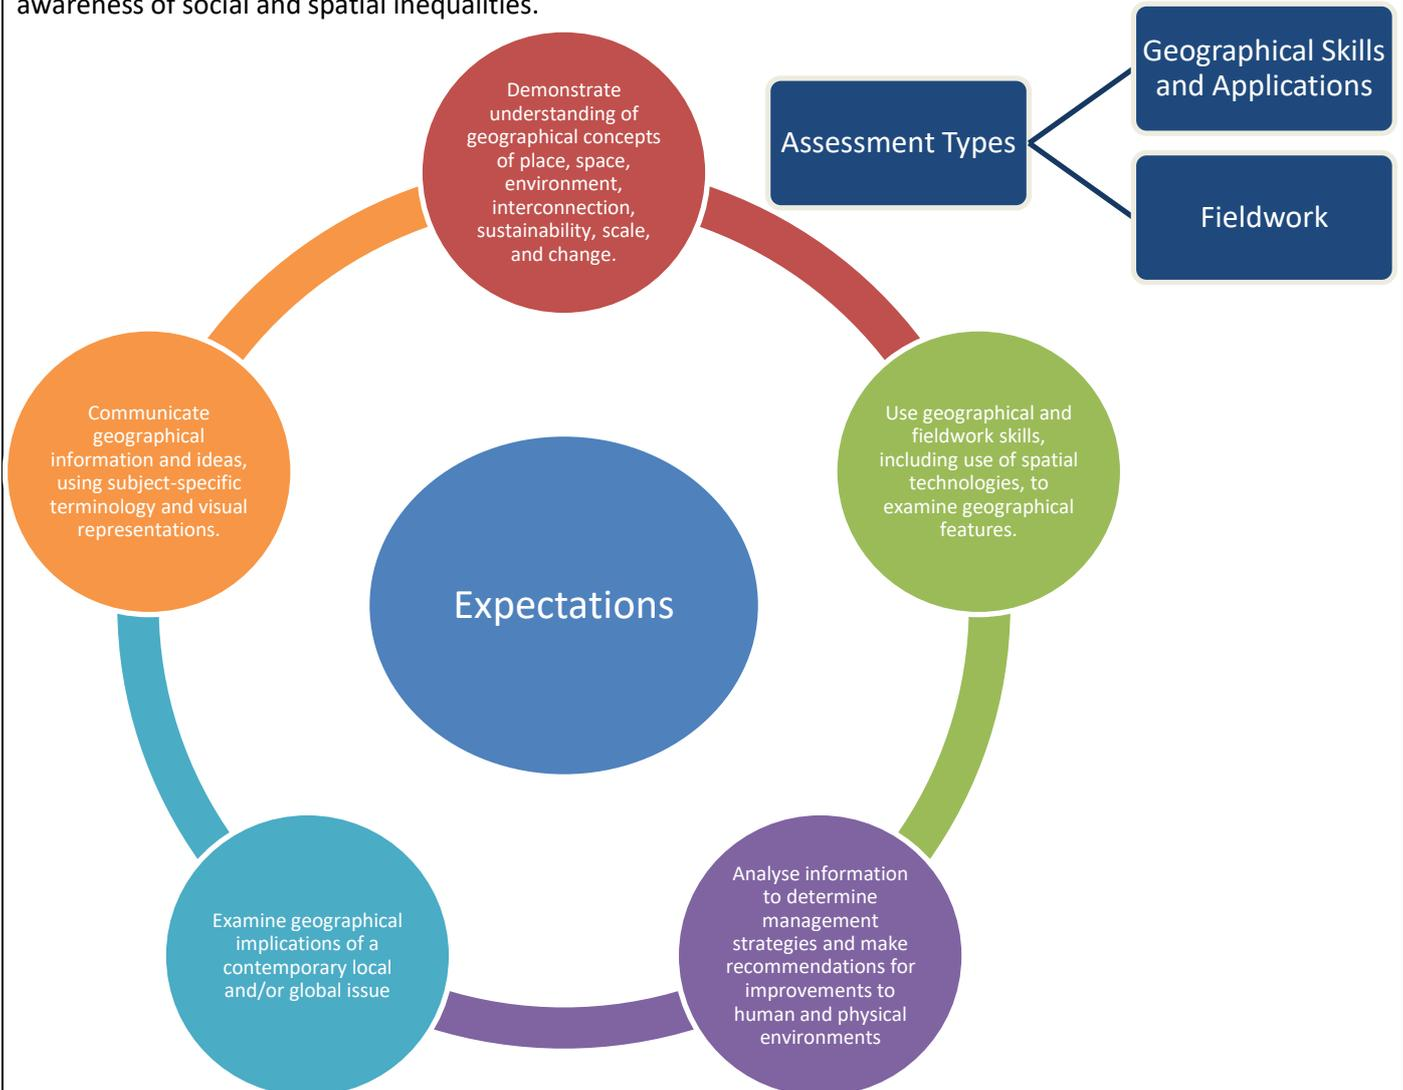 awareness of social and spatial inequalities.
Assessment Types
Geographical Skills
and Applications
Fieldwork
Demonstrate
understanding of
geographical concepts
of place, space,
environment,
interconnection,
sustainability, scale,
and change.
Use geographical and
fieldwork skills,
including use of spatial
technologies, to
examine geographical
features.
Analyse information
to determine
management
strategies and make
recommendations for
improvements to
human and physical
environments
Examine geographical
implications of a
contemporary local
and/or global issue
Communicate
geographical
information and ideas,
using subject-specific
terminology and visual
representations.
Expectations